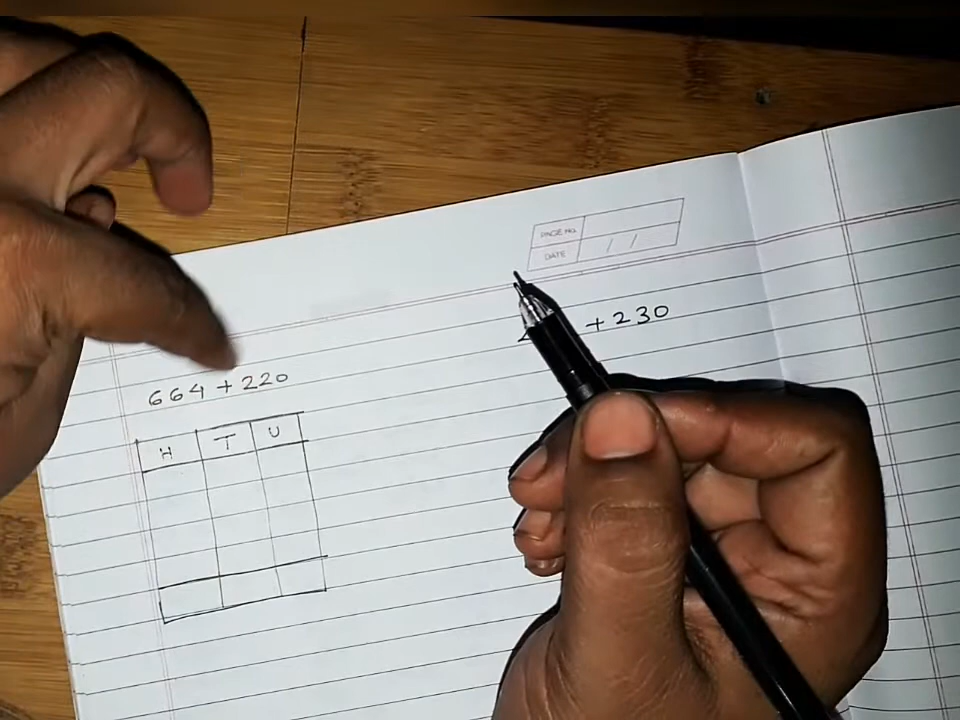 PAGE No.
DATE / /
+230
664+220
H T U